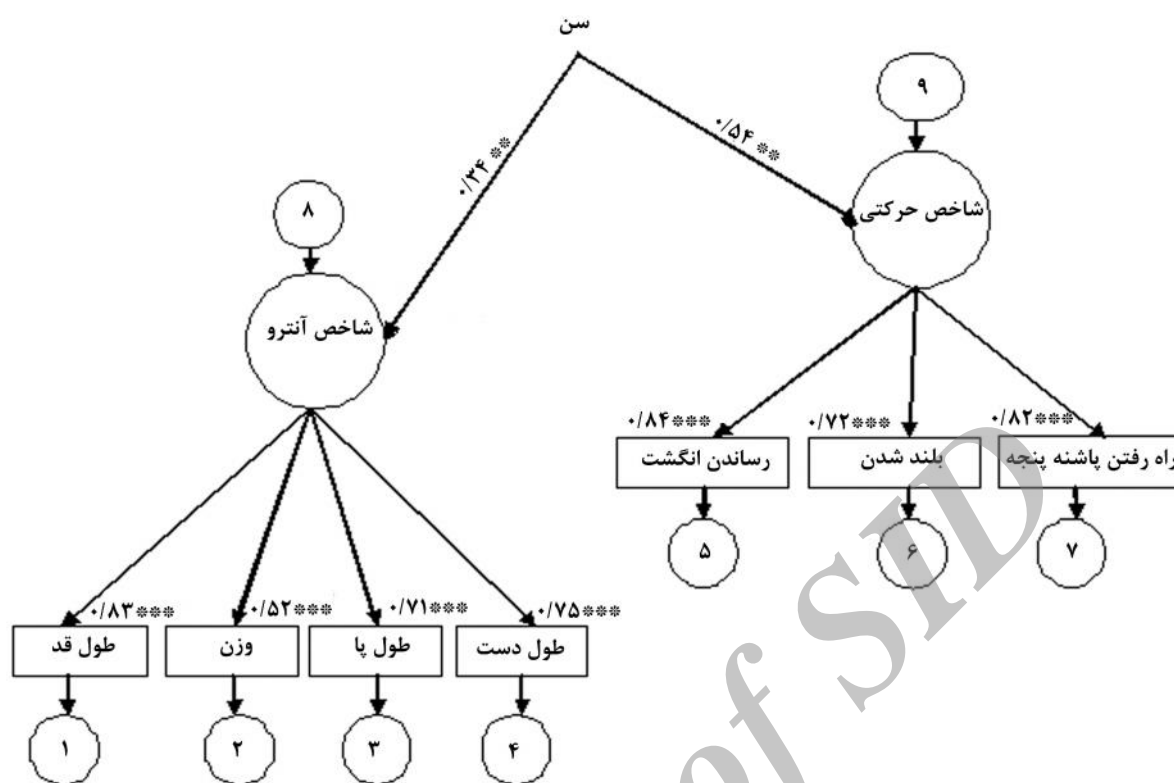 سن
۰/۳۴ **
۰/۵۴ **
۹
شاخص حرکتی
۸
شاخص آنترو
۰/۸۴***
۰/۷۲***
۰/۸۲***
رساندن انگشت
بلند شدن
راه رفتن پاشنه پنجه
۵
۶
۷
۰/۸۳***
۰/۵۲***
۰/۷۱***
۰/۷۵***
طول قد
وزن
طول پا
طول دست
۱
۲
۳
۴
of SID